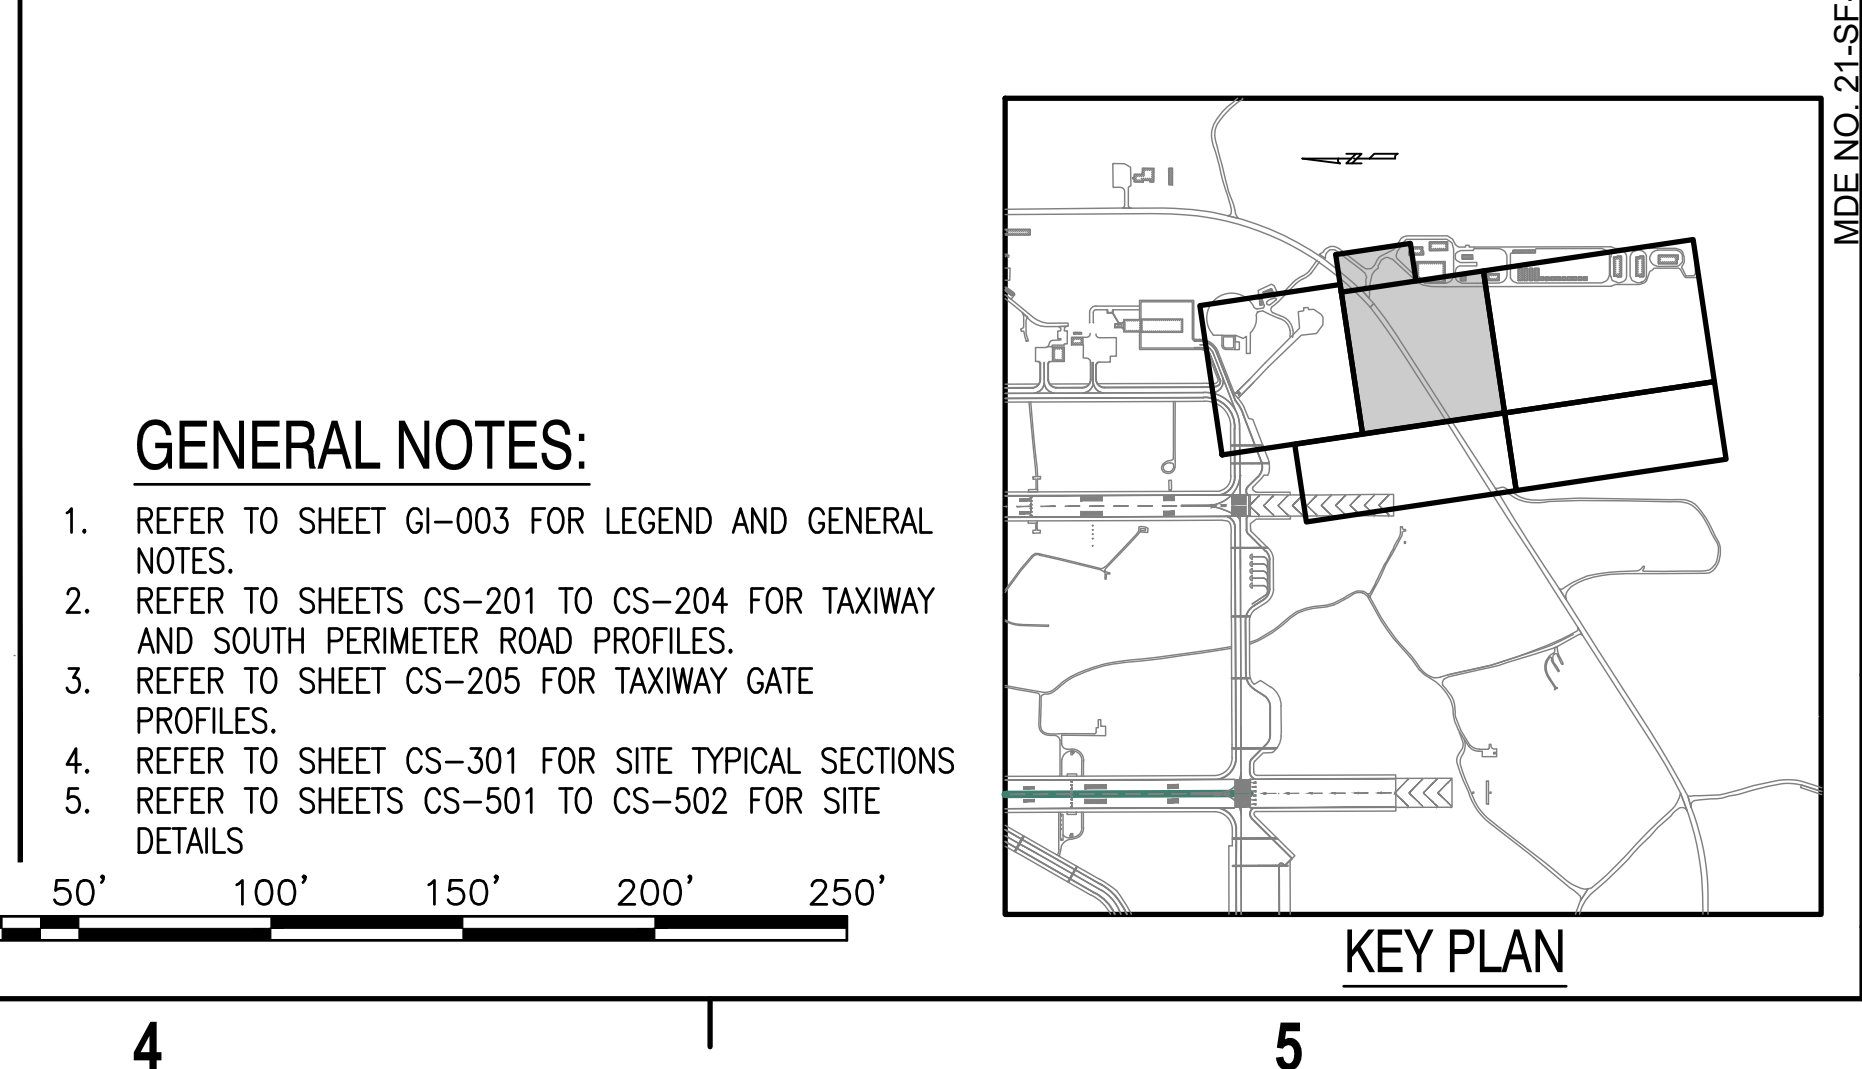 MDE NO. 21-SF-
GENERAL NOTES:
1. REFER TO SHEET GI-003 FOR LEGEND AND GENERAL
NOTES.
2. REFER TO SHEETS CS-201 TO CS-204 FOR TAXIWAY
AND SOUTH PERIMETER ROAD PROFILES.
3. REFER TO SHEET CS-205 FOR TAXIWAY GATE
PROFILES.
4. REFER TO SHEET CS-301 FOR SITE TYPICAL SECTIONS
5. REFER TO SHEETS CS-501 TO CS-502 FOR SITE
DETAILS
50' 100' 150' 200' 250'
N
KEY PLAN
4 5